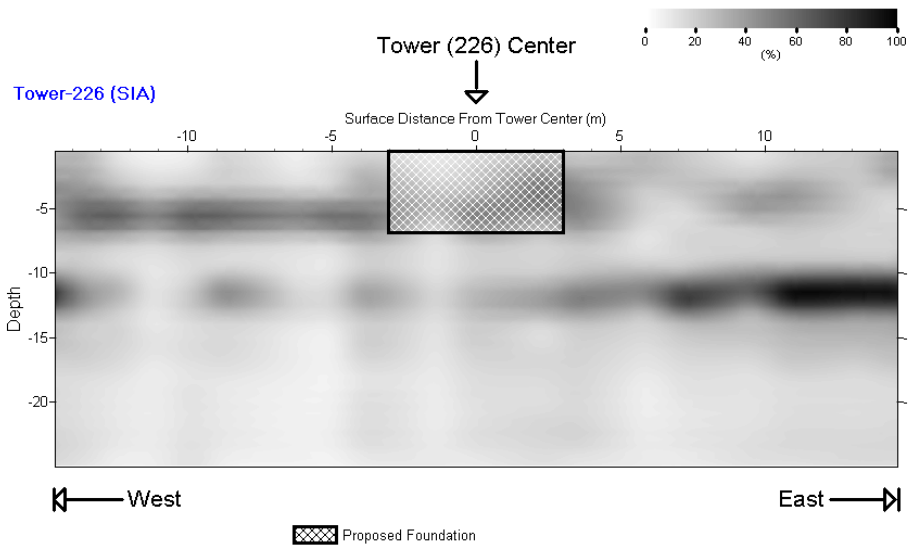 0 20 40 60 80 100
(%)
Tower (226) Center
Tower-226 (SIA)
Surface Distance From Tower Center (m)
-10 -5 0 5 10
-5
-10
-15
-20
Depth
West
East
Proposed Foundation